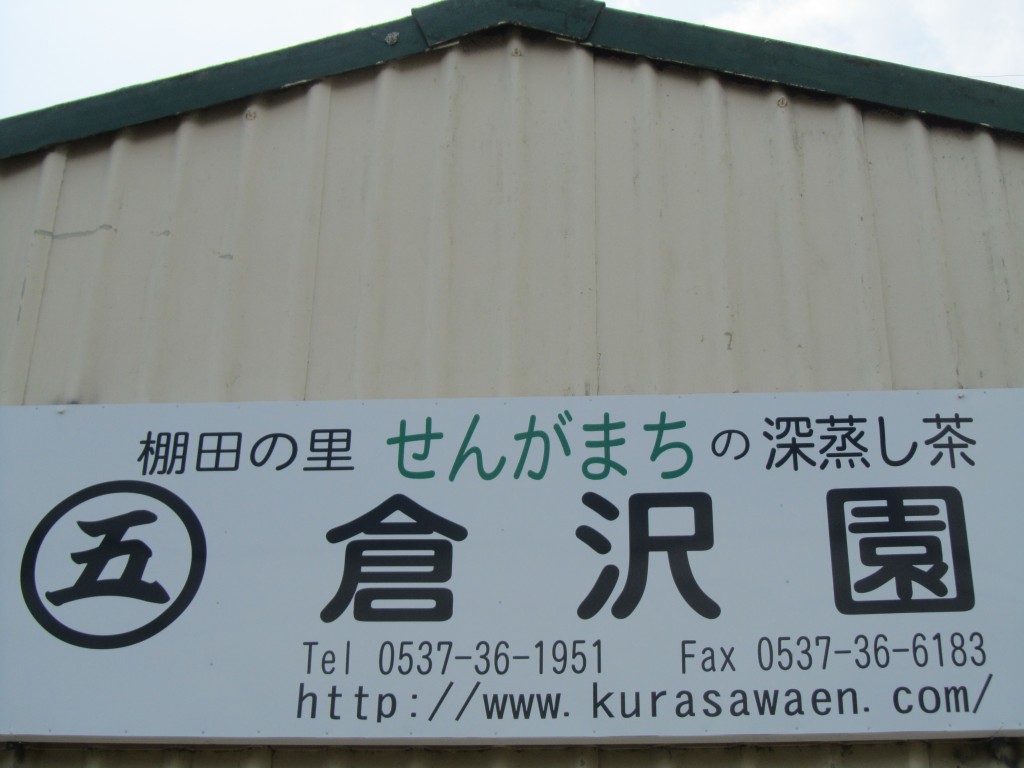 棚田の里 せんがまちの深蒸し茶
五 倉沢園
Tel 0537-36-1951 Fax 0537-36-6183
http://www.kurasawaen.com/